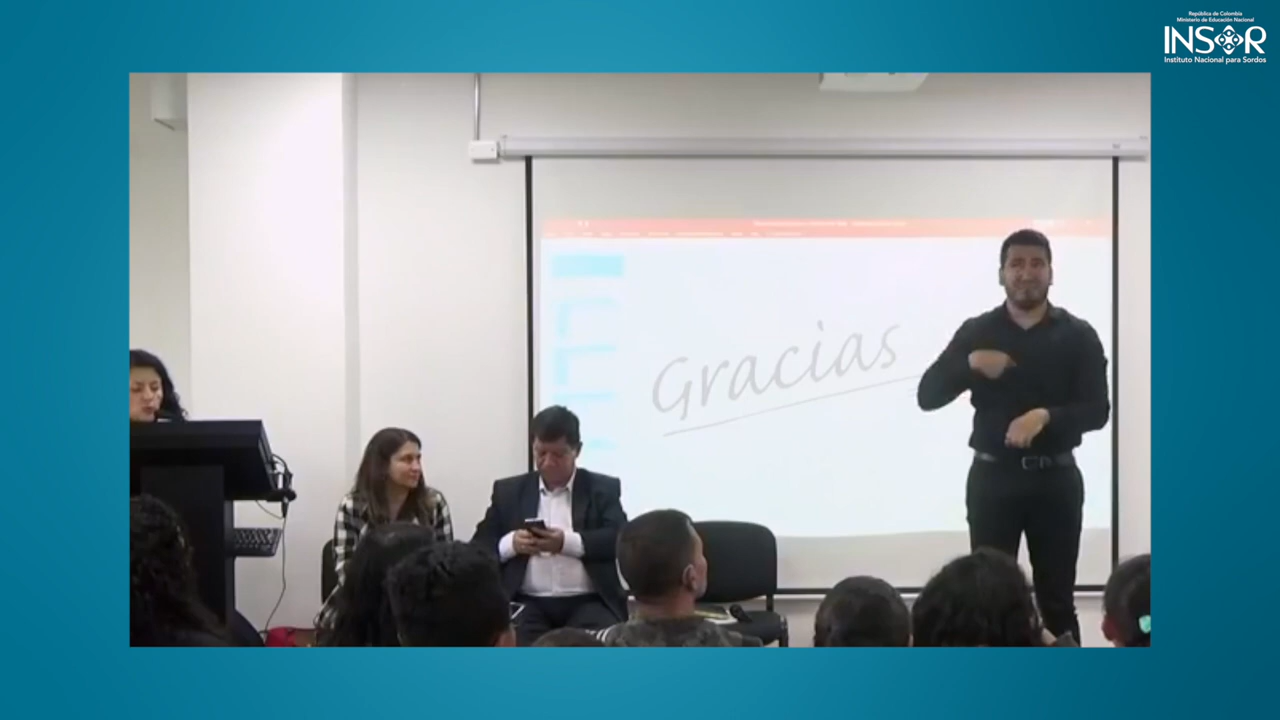 República de Colombia
Ministerio de Educación Nacional
INSOR
Instituto Nacional para Sordos
Gracias